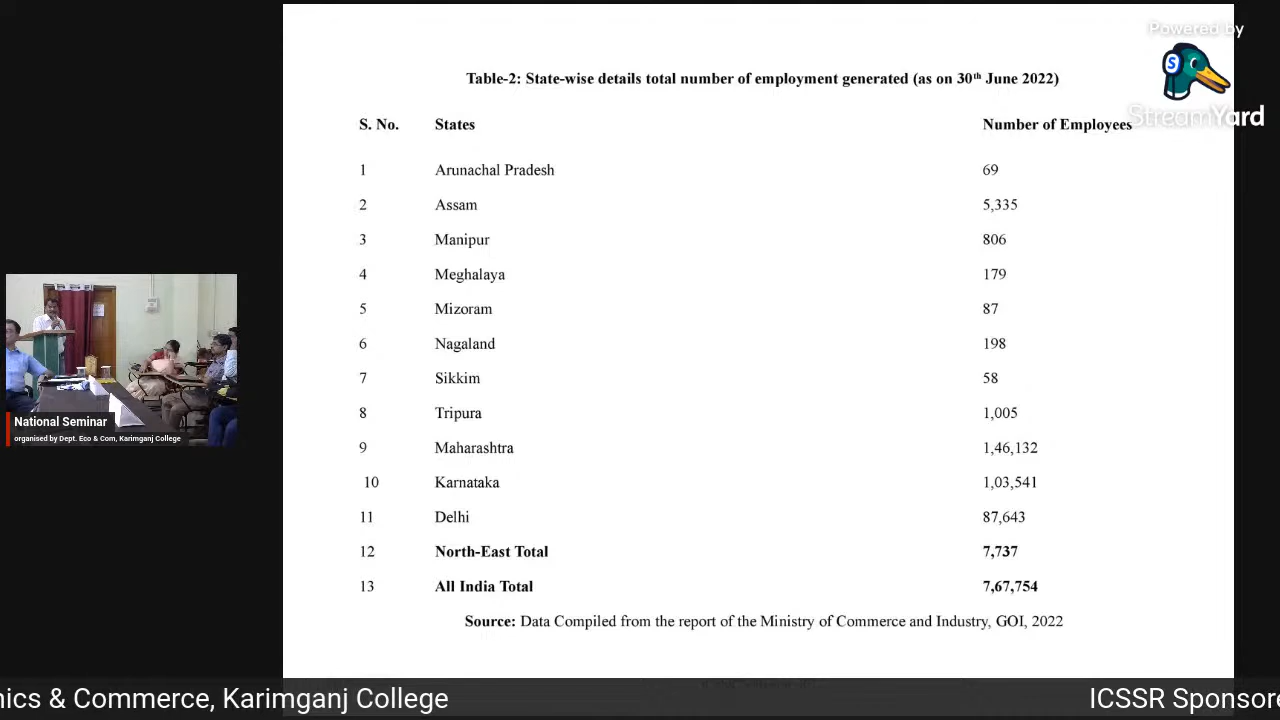 Powered by
StreamYard
Table-2: State-wise details total number of employment generated (as on 30th June 2022)
S. No. States Number of Employees
1 Arunachal Pradesh 69
2 Assam 5,335
3 Manipur 806
4 Meghalaya 179
5 Mizoram 87
6 Nagaland 198
7 Sikkim 58
8 Tripura 1,005
9 Maharashtra 1,46,132
10 Karnataka 1,03,541
11 Delhi 87,643
12 North-East Total 7,737
13 All India Total 7,67,754
Source: Data Compiled from the report of the Ministry of Commerce and Industry, GOI, 2022
National Seminar
organised by Dept. Eco & Com, Karimganj College
nics & Commerce, Karimganj College ICSSR Sponsore